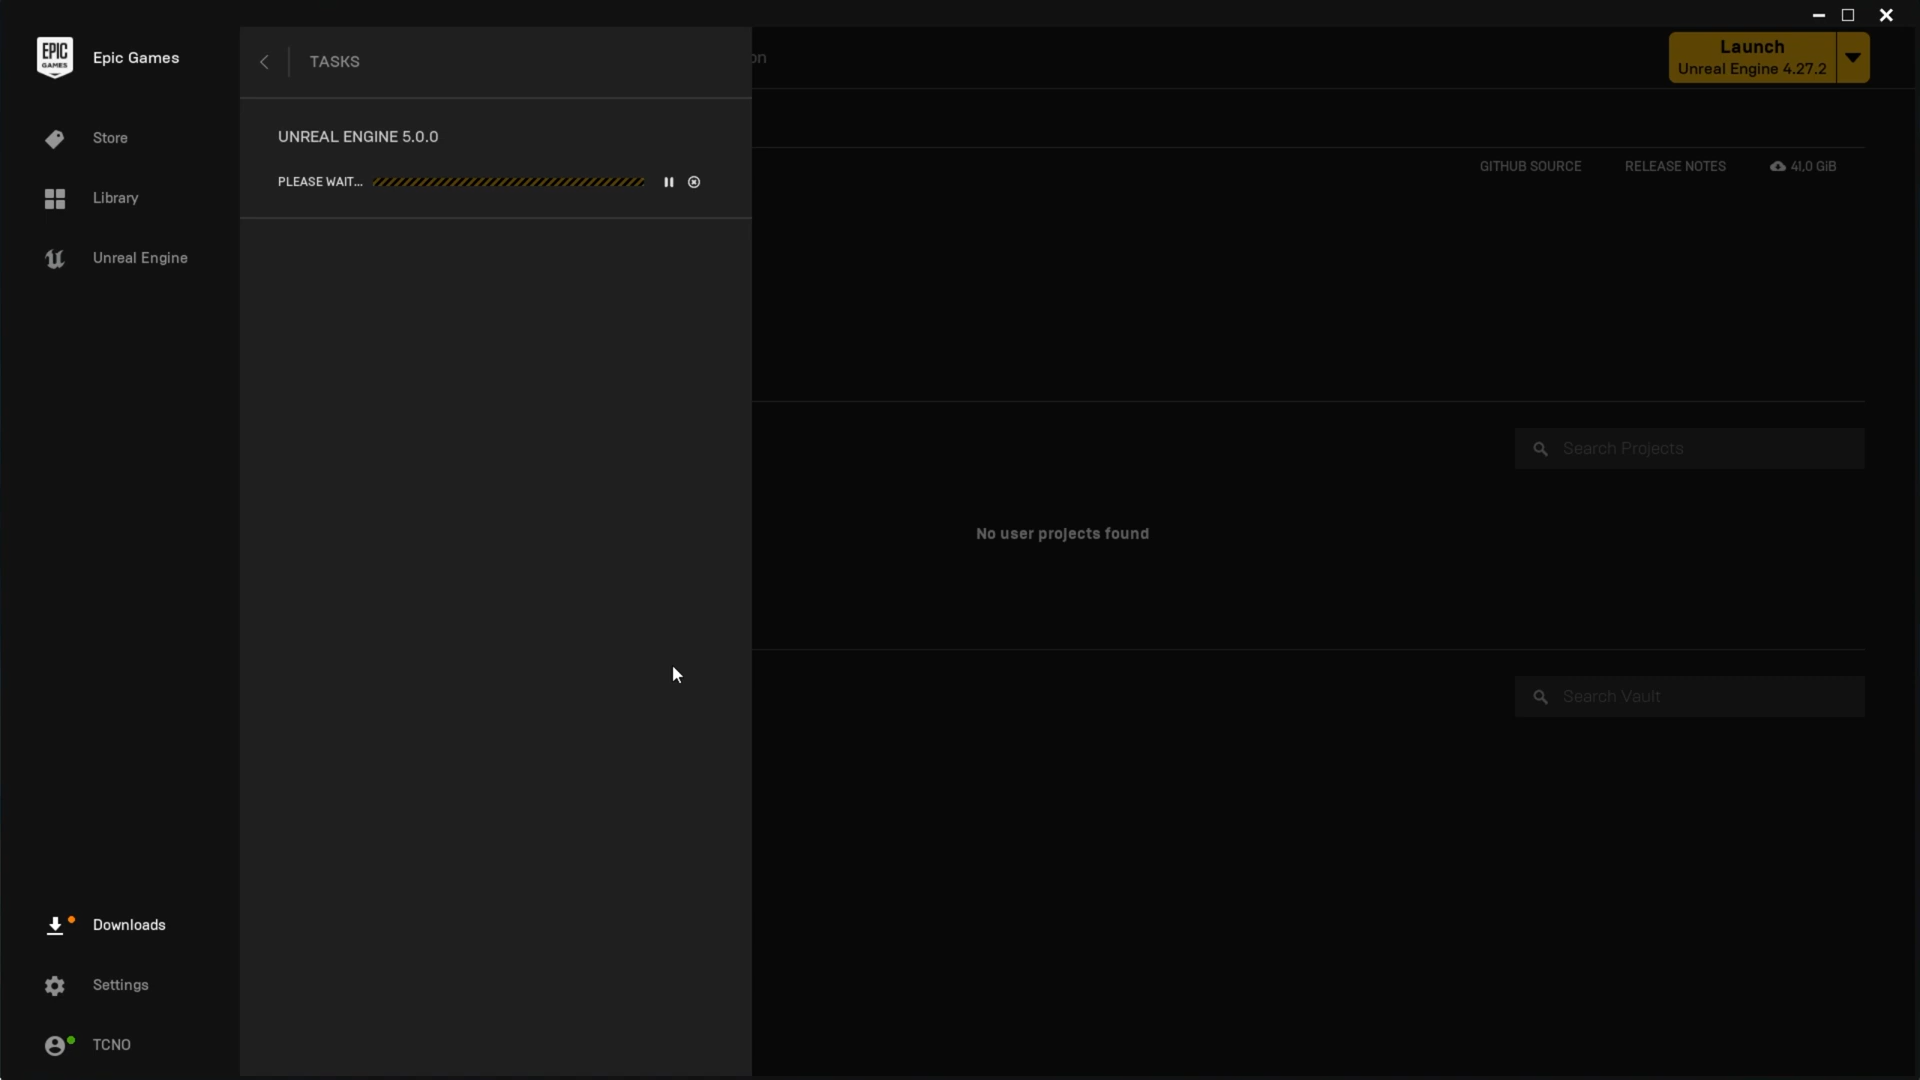 EPIC
GAMES
Epic Games
TASKS
on
Launch
Unreal Engine 4.27.2
Store
UNREAL ENGINE 5.0.0
GITHUB SOURCE
RELEASE NOTES
41,0 GiB
PLEASE WAIT...
Library
Unreal Engine
Search Projects
No user projects found
Search Vault
Downloads
Settings
TCNO